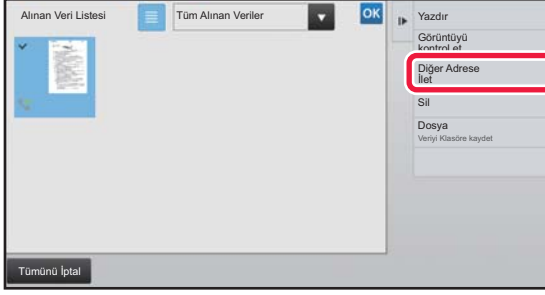 Alınan Veri Listesi
Tüm Alınan Veriler
OK
Yazdır
Görüntüyü
kontrol et
Diğer Adrese
İlet
Sil
Dosya
Veriyi Klasöre kaydet
Tümünü İptal